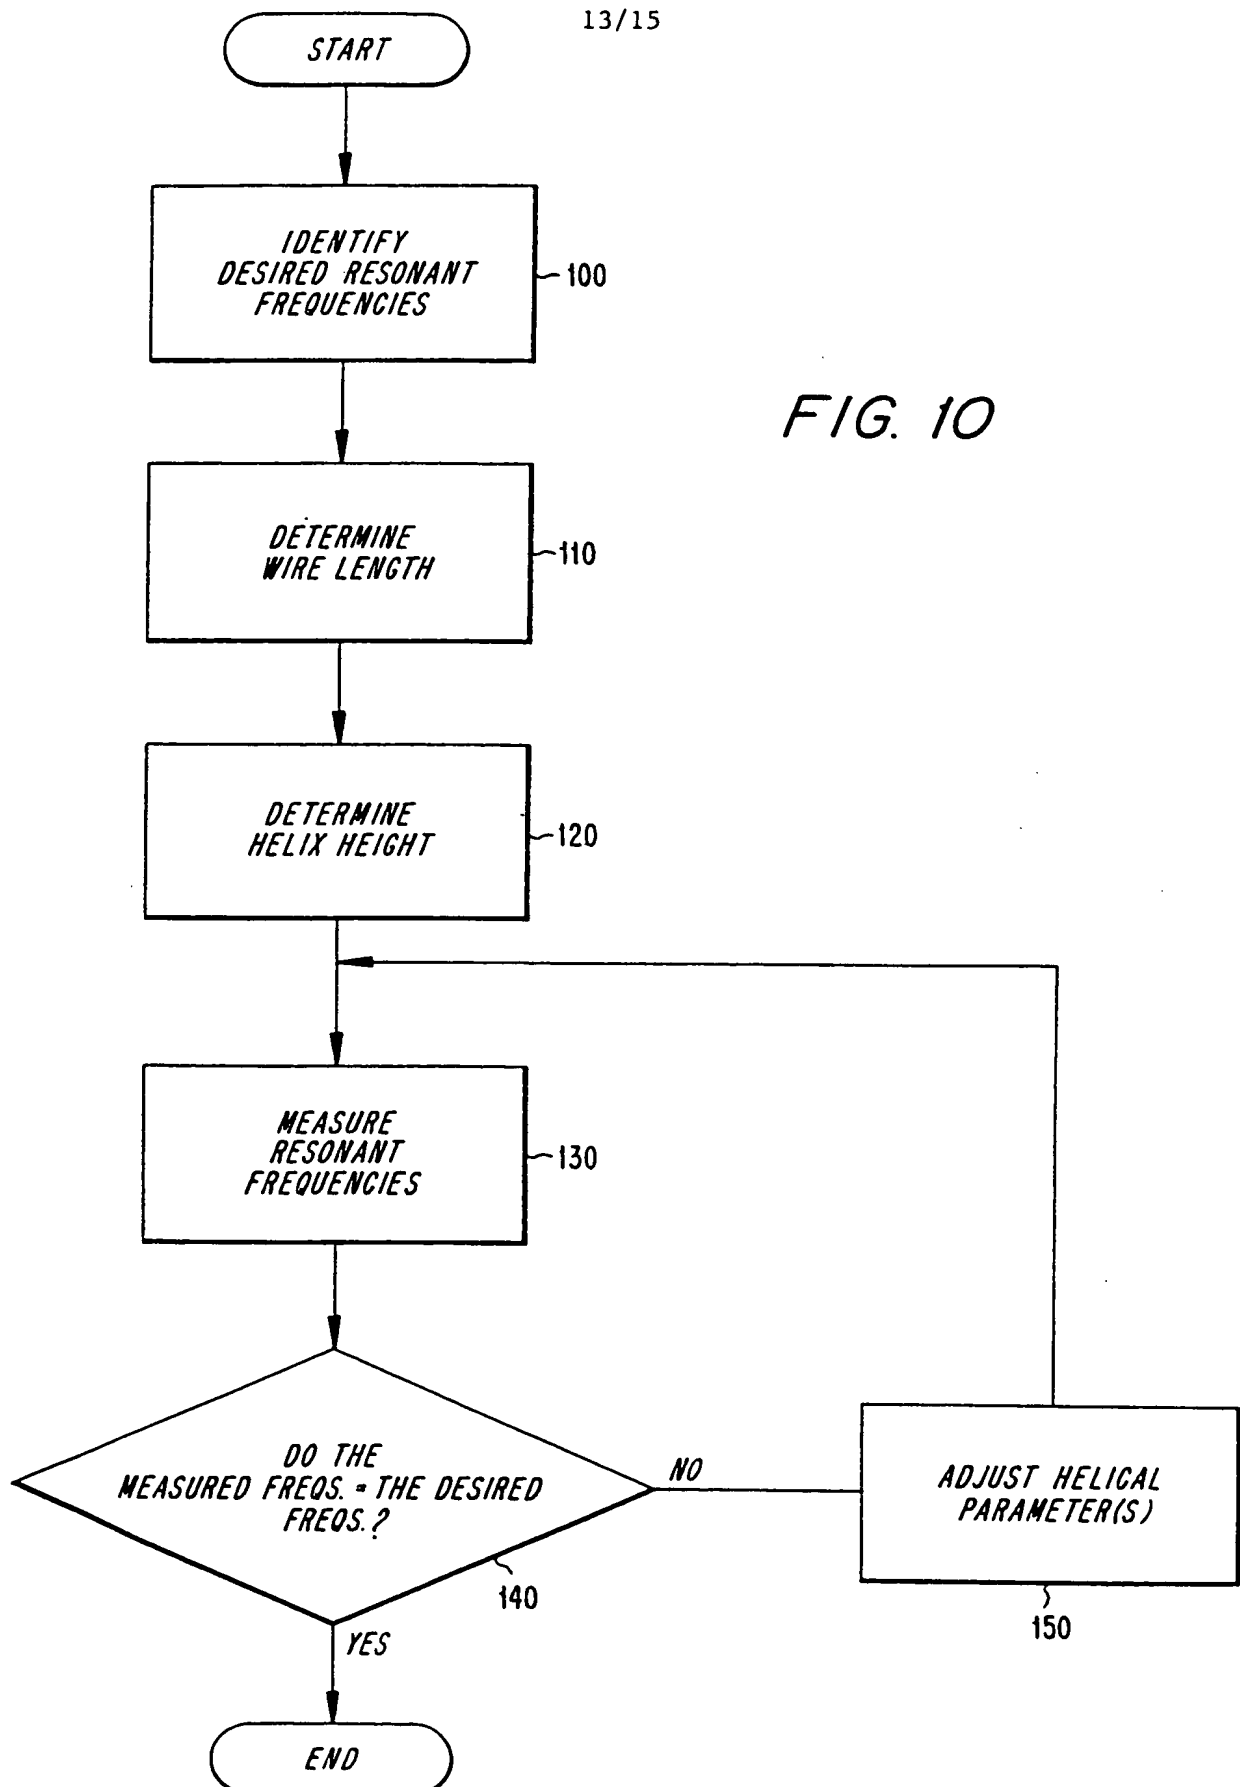 13/15
START
IDENTIFY
DESIRED RESONANT
FREQUENCIES
100
FIG. 10
DETERMINE
WIRE LENGTH
110
DETERMINE
HELIX HEIGHT
120
MEASURE
RESONANT
FREQUENCIES
130
DO THE
MEASURED FREQS. = THE DESIRED
FREQS.?
140
NO
ADJUST HELICAL
PARAMETER(S)
150
YES
END